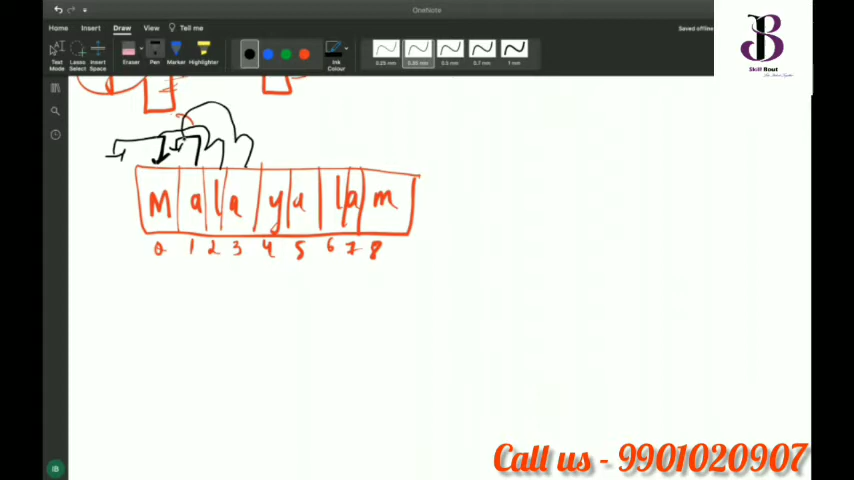 OneNote
Home Insert Draw View Tell me
Saved offline
Text Mode Lasso Select Insert Space Eraser Pen Marker Highlighter Ink Colour 0.25 mm 0.35 mm 0.5 mm 0.7 mm 1 mm
Skill Rout
M a l a y a l a m
0 1 2 3 4 5 6 7 8
IB
Call us - 9901020907